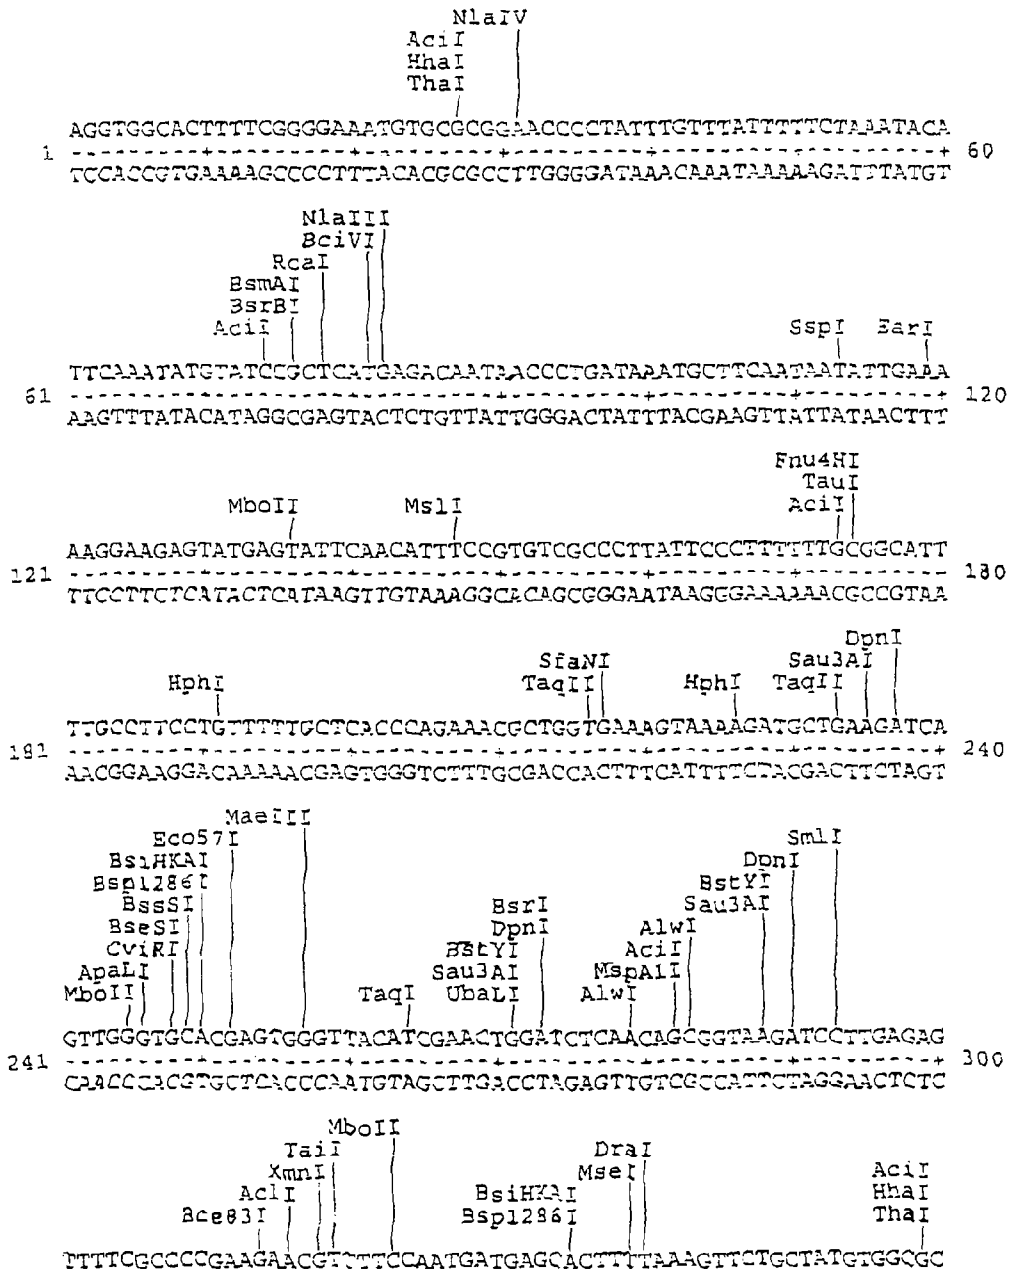 NlaIV
AciI
HhaI
ThaI
AGGTGGCACTTTTCGGGGAAATGTGCGCGGAACCCCTATTTGTTTATTTTTCTAAATACA
1 60
TCCACCGTGAAAAGCCCCTTTACACGCGCCTTGGGGATAAACAAATAAAAAGATTTATGT
NlaIII
BciVI
RcaI
BsmAI
BsrBI
AciI SspI EarI
TTCAAATATGTATCCGCTCATGAGACAATAACCCTGATAAATGCTTCAATAATATTGAAA
61 120
AAGTTTATACATAGGCGAGTACTCTGTTATTGGGACTATTTACGAAGTTATTATAACTTT
Fnu4HI
TauI
MboII MslI AciI
AAGGAAGAGTATGAGTATTCAACATTTCCGTGTCGCCCTTATTCCCTTTTTTGCGGCATT
121 180
TTCCTTCTCATACTCATAAGTTGTAAAGGCACAGCGGGAATAAGGGAAAAAACGCCGTAA
DpnI
SfaNI Sau3AI
HphI TaqII HphI TaqII
TTGCCTTCCTGTTTTTGCTCACCCAGAAACGCTGGTGAAAGTAAAAGATGCTGAAGATCA
181 240
AACGGAAGGACAAAAACGAGTGGGTCTTTGCGACCACTTTCATTTTCTACGACTTCTAGT
MaeIII
Eco57I SmlI
BsiHKAI DpnI
Bsp1286I BstYI
BssSI BsrI Sau3AI
BseSI DpnI AlwI
CviRI BstYI AciI
ApaLI Sau3AI MspA1I
MboII TaqI UbaLI AlwI
GTTGGGTGCACGAGTGGGTTACATCGAACTGGATCTCAACAGCGGTAAGATCCTTGAGAG
241 300
CAACCCACGTGCTCACCCAATGTAGCTTGACCTAGAGTTGTCGCCATTCTAGGAACTCTC
MboII
TaiI DraI
XmnI MseI AciI
AclI BsiHKAI HhaI
Bce83I Bsp1286I ThaI
TTTTCGCCCCGAAGAACGTTTTCCAATGATGAGCACTTTTAAAGTTCTGCTATGTGGCGC